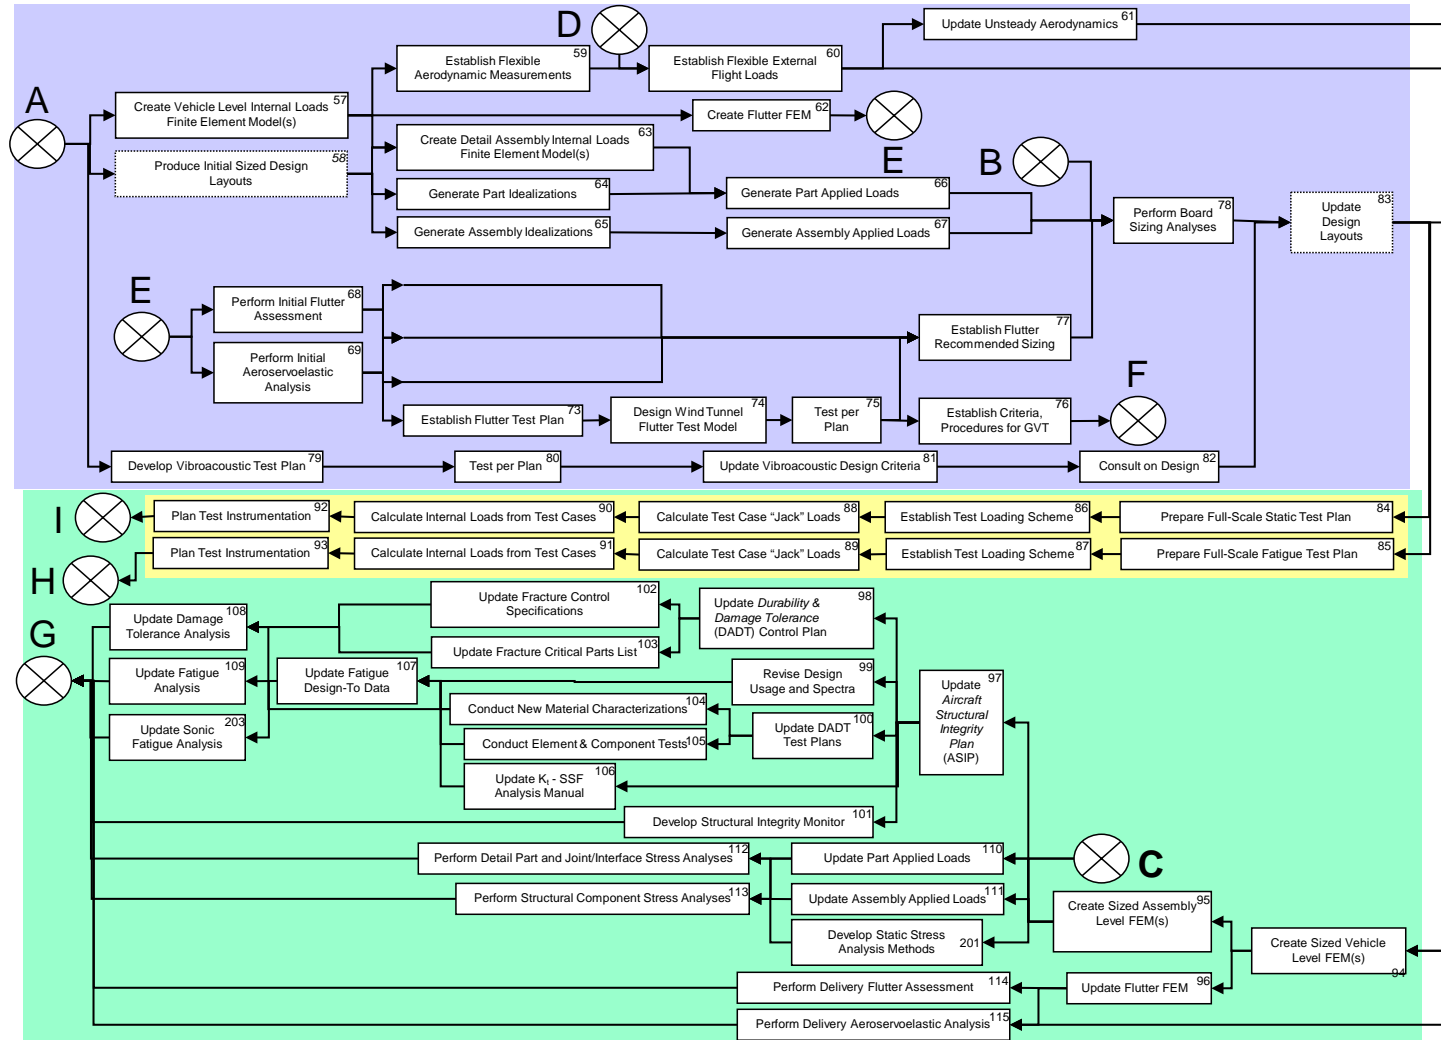 D
Update Unsteady Aerodynamics
61
Establish Flexible
Aerodynamic Measurements
59
Establish Flexible External
Flight Loads
60
A
Create Vehicle Level Internal Loads
Finite Element Model(s)
57
Create Flutter FEM
62
E
Produce Initial Sized Design
Layouts
58
Create Detail Assembly Internal Loads
Finite Element Model(s)
63
B
Generate Part Idealizations
64
Generate Part Applied Loads
66
Generate Assembly Idealizations
65
Generate Assembly Applied Loads
67
Perform Board
Sizing Analyses
78
Update
Design
Layouts
83
E
Perform Initial Flutter
Assessment
68
Perform Initial
Aeroservoelastic
Analysis
69
Establish Flutter
Recommended Sizing
77
F
Establish Flutter Test Plan
73
Design Wind Tunnel
Flutter Test Model
74
Test per
Plan
75
Establish Criteria,
Procedures for GVT
76
Develop Vibroacoustic Test Plan
79
Test per Plan
80
Update Vibroacoustic Design Criteria
81
Consult on Design
82
I
Plan Test Instrumentation
92
Calculate Internal Loads from Test Cases
90
Calculate Test Case "Jack" Loads
88
Establish Test Loading Scheme
86
Prepare Full-Scale Static Test Plan
84
H
Plan Test Instrumentation
93
Calculate Internal Loads from Test Cases
91
Calculate Test Case "Jack" Loads
89
Establish Test Loading Scheme
87
Prepare Full-Scale Fatigue Test Plan
85
G
Update Damage
Tolerance Analysis
108
Update Fracture Control
Specifications
102
Update Durability &
Damage Tolerance
(DADT) Control Plan
98
Update Fracture Critical Parts List
103
Update Fatigue
Analysis
109
Update Fatigue
Design-To Data
107
Revise Design
Usage and Spectra
99
Update
Aircraft
Structural
Integrity
Plan
(ASIP)
97
Conduct New Material Characterizations
104
Update Sonic
Fatigue Analysis
203
Conduct Element & Component Tests
105
Update DADT
Test Plans
100
Update Kt - SSF
Analysis Manual
106
Develop Structural Integrity Monitor
101
Perform Detail Part and Joint/Interface Stress Analyses
112
Update Part Applied Loads
110
C
Perform Structural Component Stress Analyses
113
Update Assembly Applied Loads
111
Create Sized Assembly
Level FEM(s)
95
Develop Static Stress
Analysis Methods
201
Create Sized Vehicle
Level FEM(s)
94
Perform Delivery Flutter Assessment
114
Update Flutter FEM
96
Perform Delivery Aeroservoelastic Analysis
115